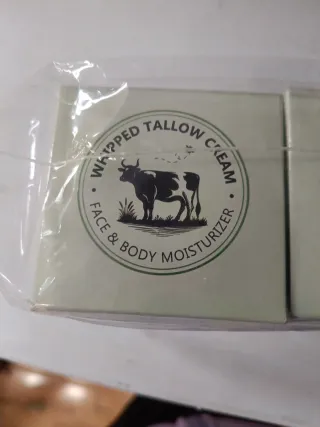 WHIPPED TALLOW CREAM
FACE & BODY MOISTURIZER